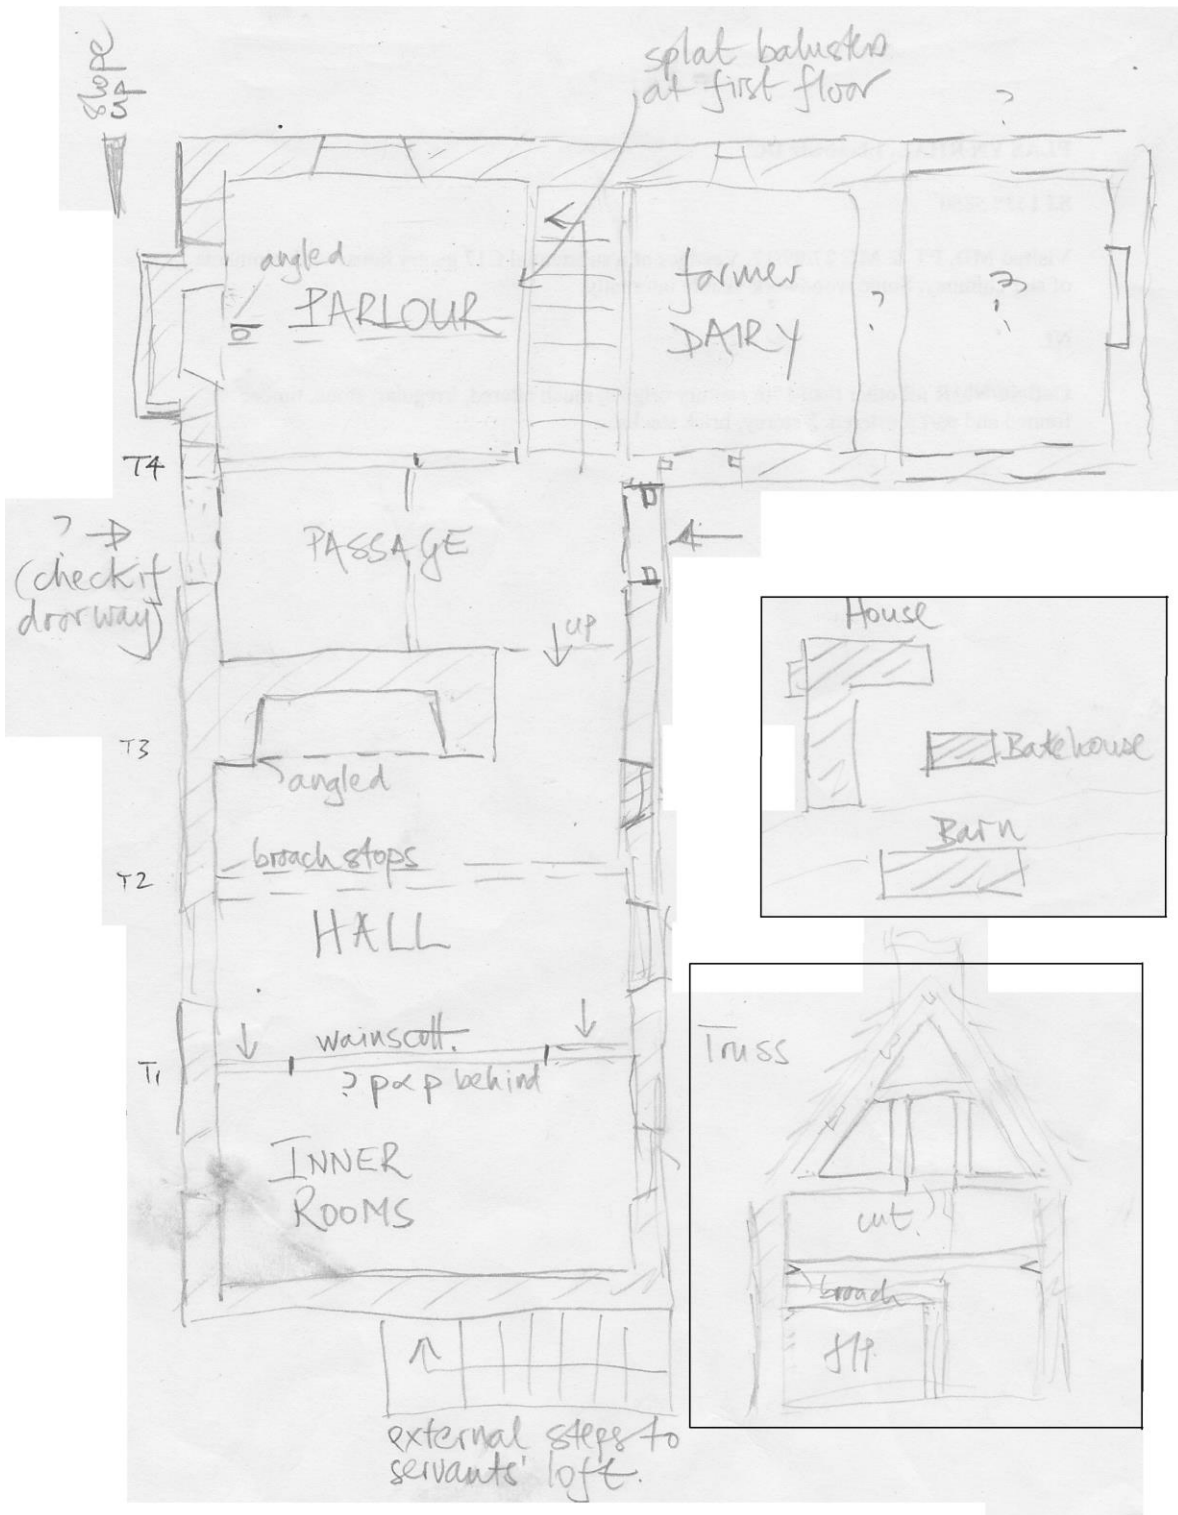 slope
up
splat balusters
at first floor
?
angled
PARLOUR
former
DAIRY
?
?
T4
?
(check if
doorway)
PASSAGE
up
T3
angled
broach stops
T2
HALL
wainscott.
? p & p behind
T1
INNER
ROOMS
external steps to
servants' loft.
House
Bakehouse
Barn
Truss
cut.
broach
f/p.